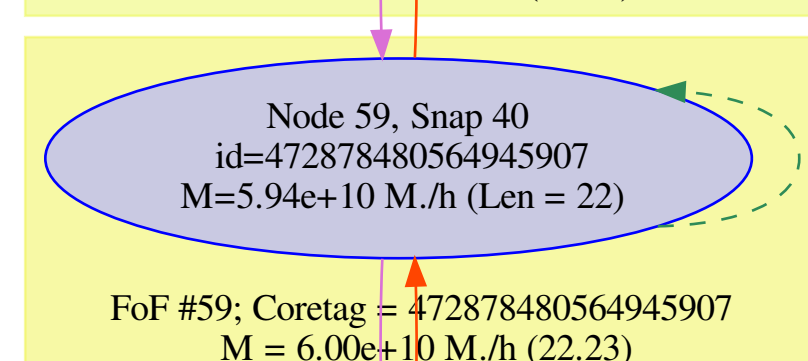 Node 59, Snap 40
id=472878480564945907
M=5.94e+10 M./h (Len = 22)
FoF #59; Coretag = 472878480564945907
M = 6.00e+10 M./h (22.23)